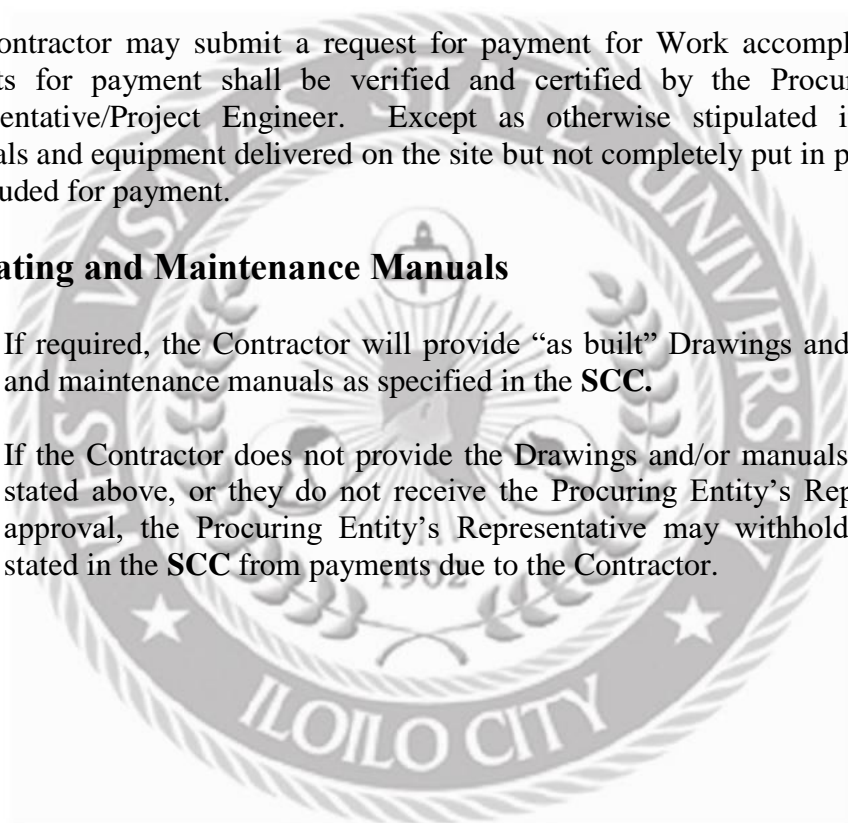 ontractor may submit a request for payment for Work accompl
ts for payment shall be verified and certified by the Procur
entative/Project Engineer. Except as otherwise stipulated i
als and equipment delivered on the site but not completely put in p
uded for payment.
ating and Maintenance Manuals
If required, the Contractor will provide “as built” Drawings and
and maintenance manuals as specified in the SCC.
If the Contractor does not provide the Drawings and/or manuals
stated above, or they do not receive the Procuring Entity’s Rep
approval, the Procuring Entity’s Representative may withhold
stated in the SCC from payments due to the Contractor.
WEST VISAYAS STATE UNIVERSITY
1902
ILOILO CITY